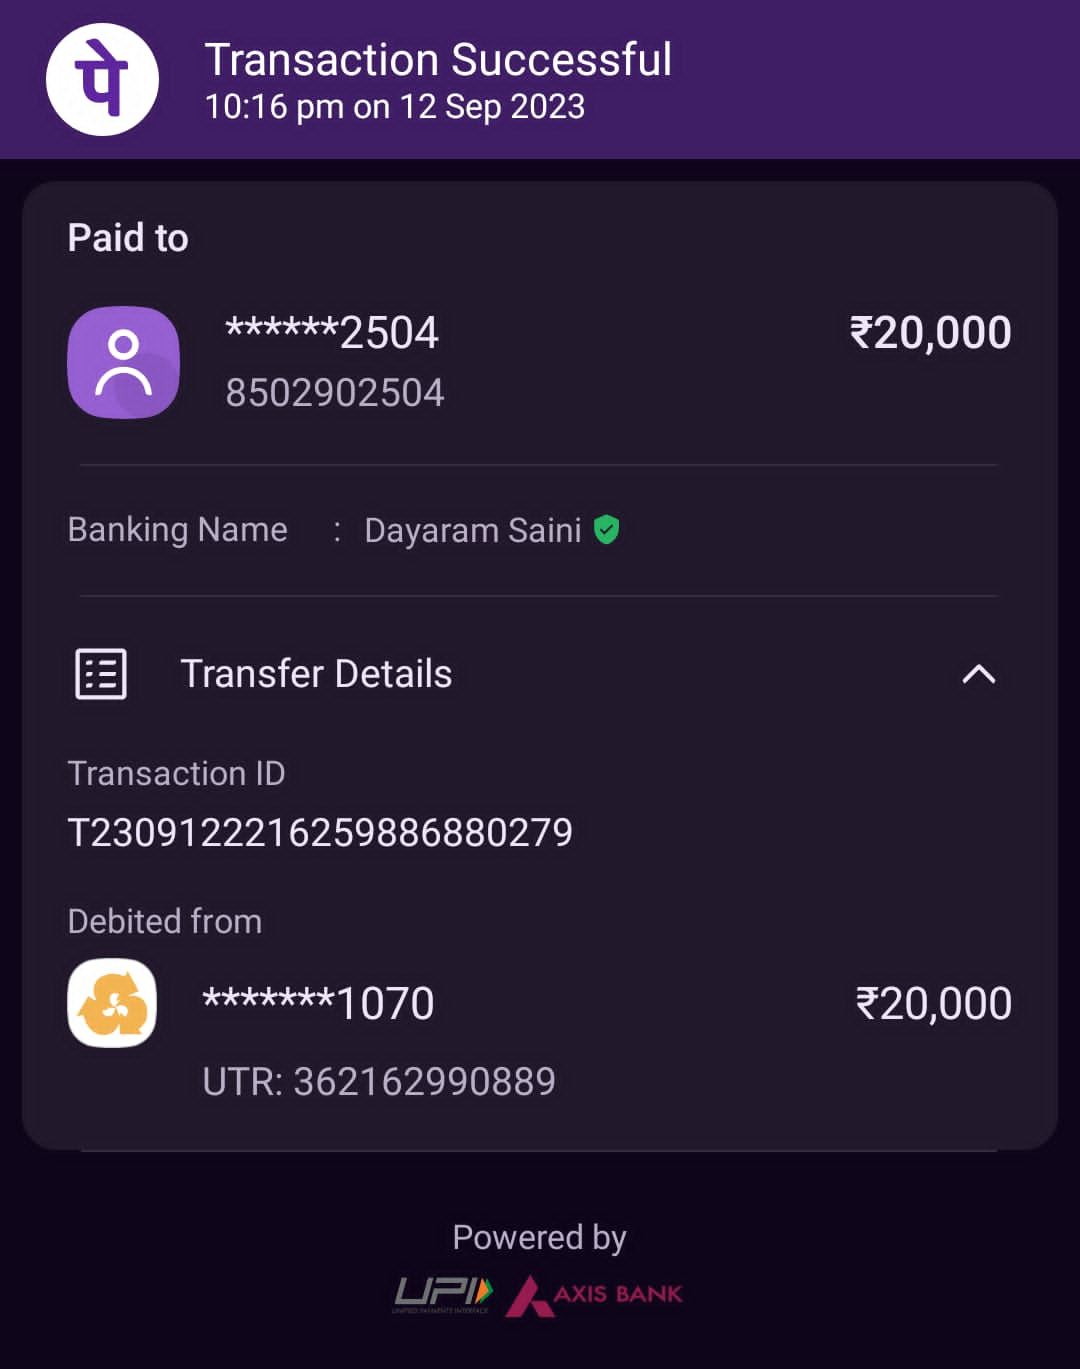 पे
Transaction Successful
10:16 pm on 12 Sep 2023
Paid to
******2504
₹20,000
8502902504
Banking Name : Dayaram Saini
Transfer Details
Transaction ID
T2309122216259886880279
Debited from
*******1070
₹20,000
UTR: 362162990889
Powered by
UPI
UNIFIED PAYMENTS INTERFACE
AXIS BANK